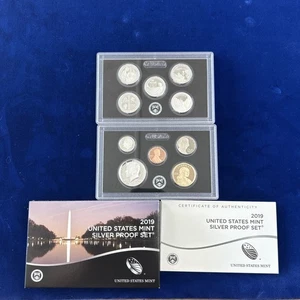 2019
UNITED STATES MINT
SILVER PROOF SET
UNITED STATES MINT
CERTIFICATE OF AUTHENTICITY
2019
UNITED STATES MINT
SILVER PROOF SET
UNITED STATES MINT